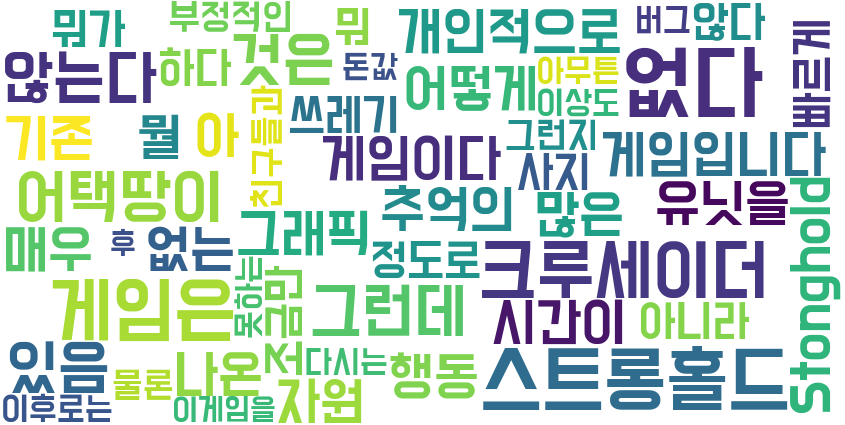 뭐가 부정적인 뭐 개인적으로 버그 않다
않는다 하다 것은 돈값 어떻게 아무튼 없다 빠르게
기존 뭘 아 친구들과 쓰레기 이상도
게임이다 그런지 사지 게임입니다
어택땅이 추억의 많은 유닛을
매우 후 없는 그래픽 정도로 크루세이더 Stonghold
게임은 못하는 곰만 그런데 시간이 아니라
있음 나온 저 다시는 행동 스트롱홀드
물론 자원
이후로는 이게임을